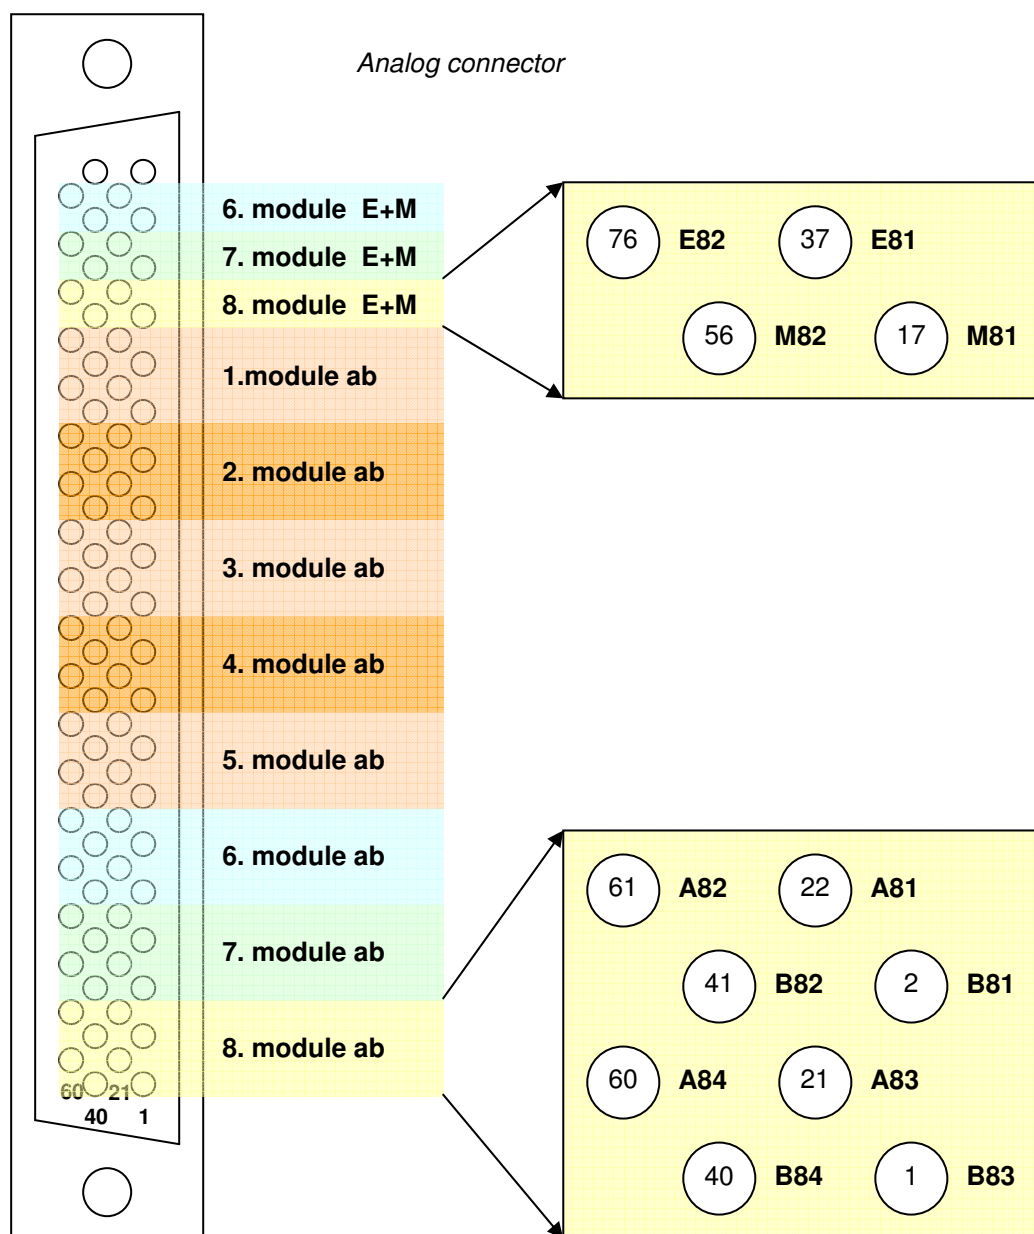 Analog connector
6. module  E+M
7. module  E+M
8. module  E+M
1.module ab
2. module ab
3. module ab
4. module ab
5. module ab
6. module ab
7. module ab
8. module ab
60 21
40 1
76 E82 37 E81
56 M82 17 M81
61 A82 22 A81
41 B82 2 B81
60 A84 21 A83
40 B84 1 B83